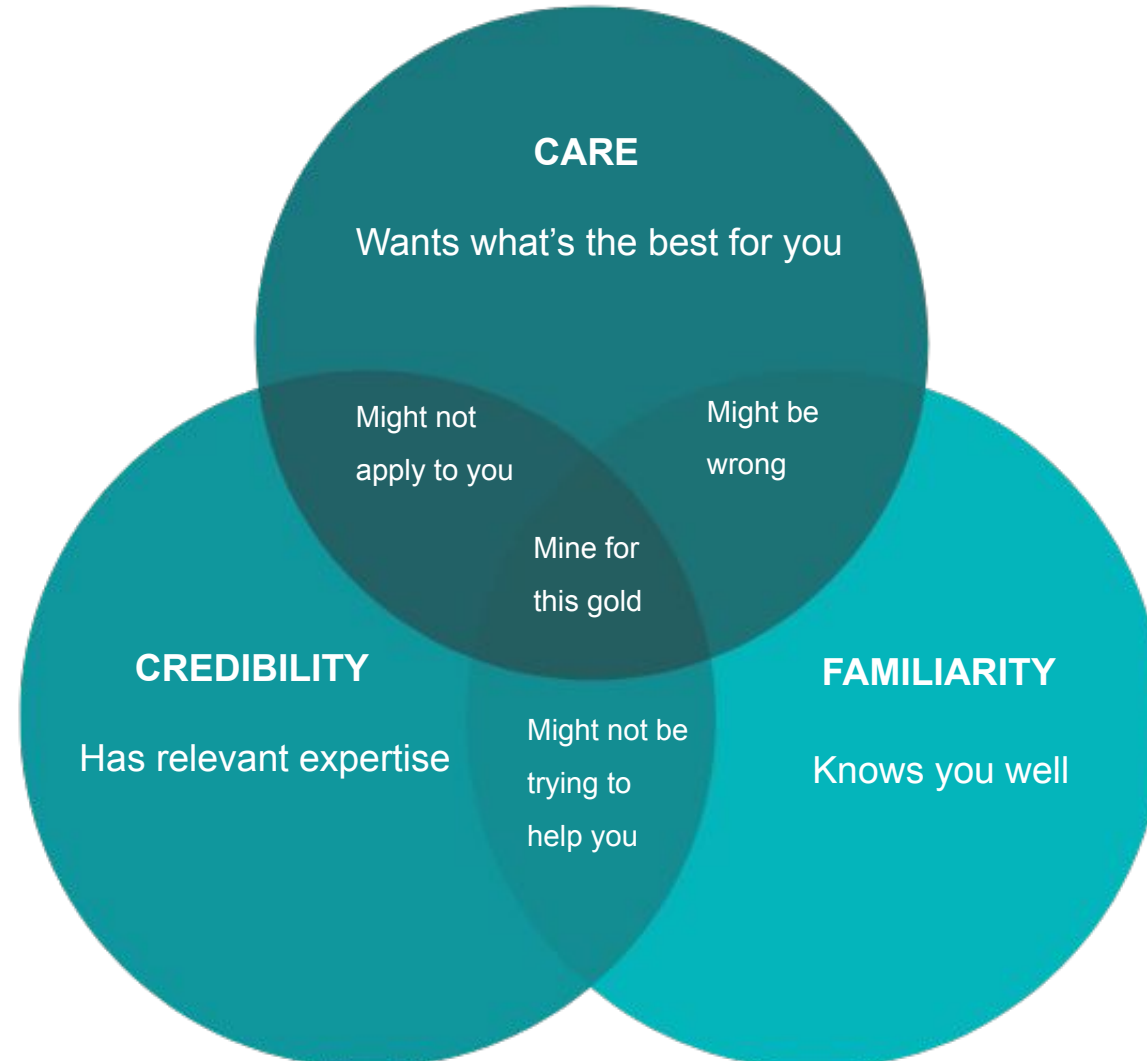 CARE
Wants what’s the best for you
Might not
apply to you
Might be
wrong
Mine for
this gold
CREDIBILITY
Has relevant expertise
FAMILIARITY
Knows you well
Might not be
trying to
help you